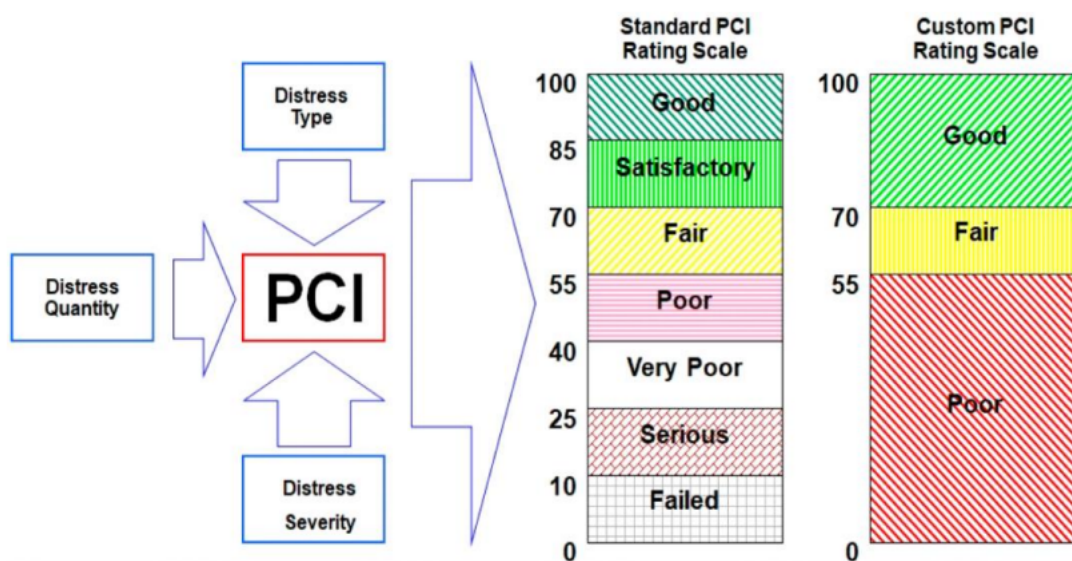 Distress
Type
Distress
Quantity
PCI
Distress
Severity
Standard PCI
Rating Scale
100
Good
85
Satisfactory
70
Fair
55
Poor
40
Very Poor
25
Serious
10
Failed
0
Custom PCI
Rating Scale
100
Good
70
Fair
55
Poor
0